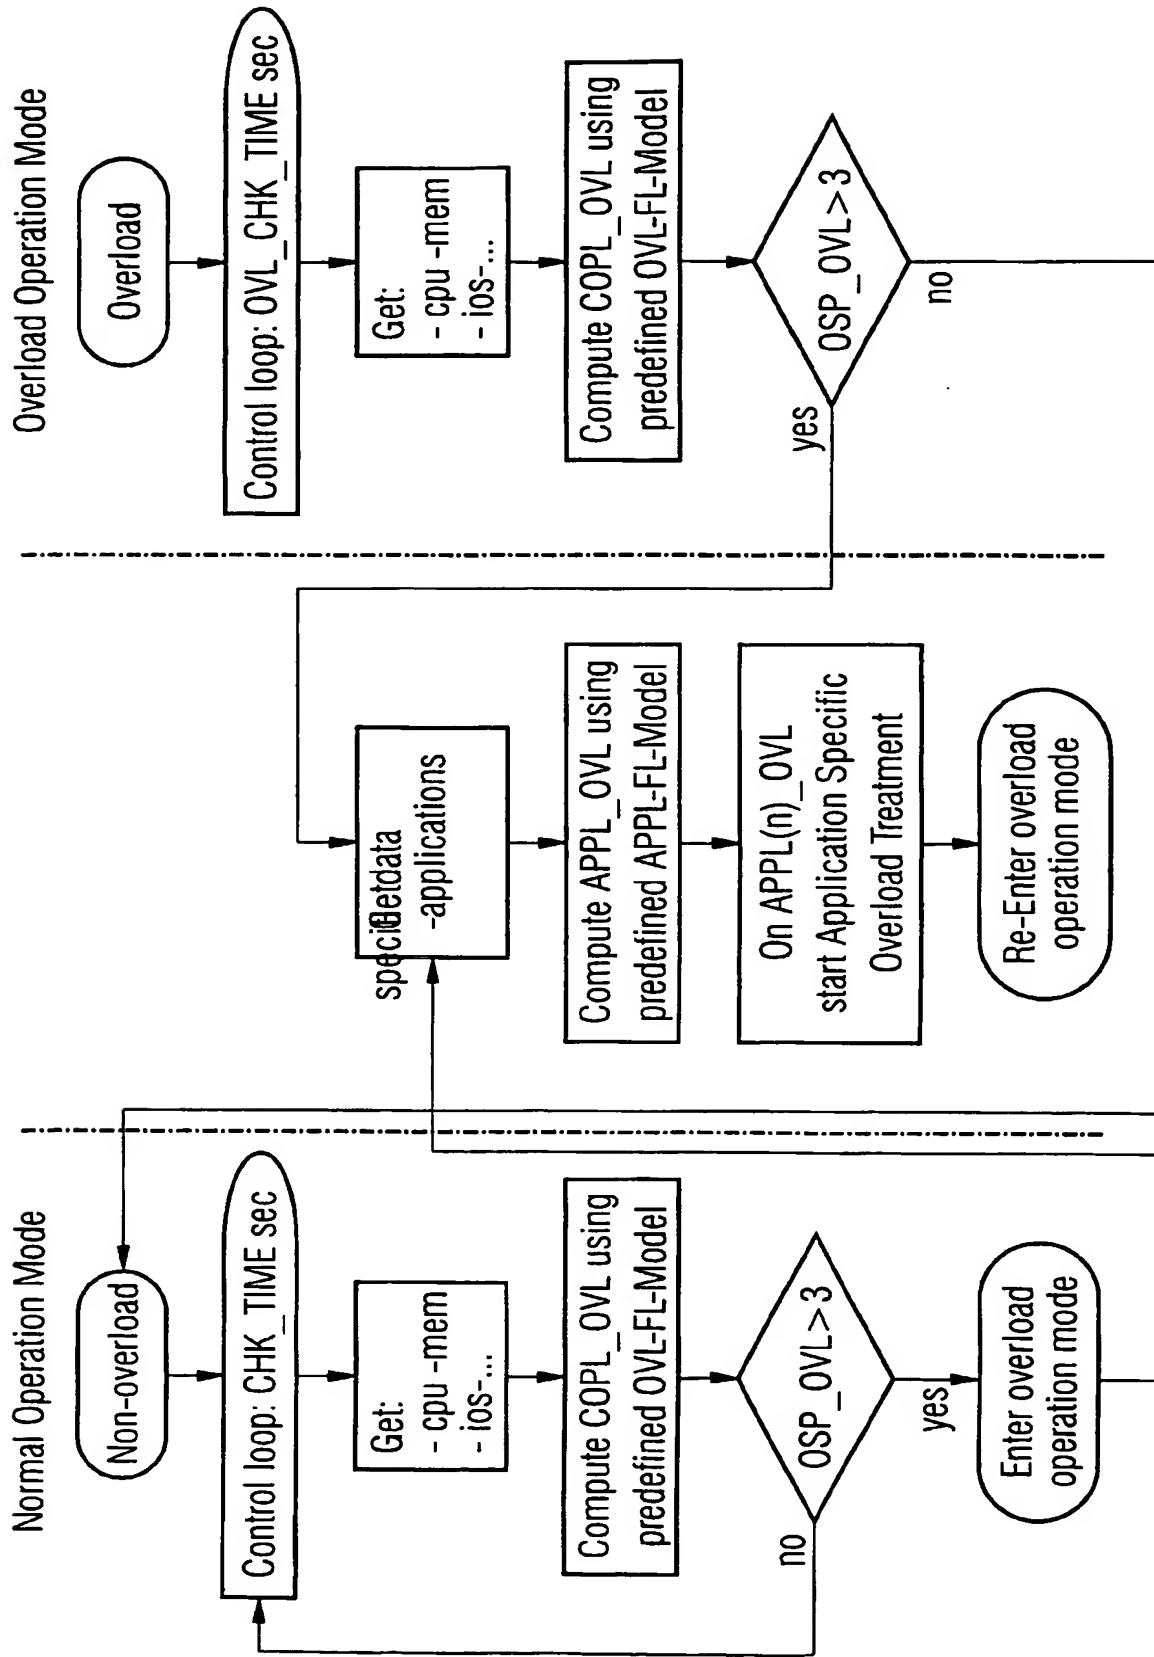 Normal Operation Mode
Non-overload
Control loop: CHK_TIME sec
Get:
- cpu -mem
- ios-...
Compute COPL_OVL using
predefined OVL-FL-Model
OSP_OVL>3
no
yes
Enter overload
operation mode
-applications
Compute APPL_OVL using
predefined APPL-FL-Model
On APPL(n)_OVL
start Application Specific
Overload Treatment
Re-Enter overload
operation mode
Overload Operation Mode
Overload
Control loop: OVL_CHK_TIME sec
Get:
- cpu -mem
- ios-...
Compute COPL_OVL using
predefined OVL-FL-Model
OSP_OVL>3
yes
no